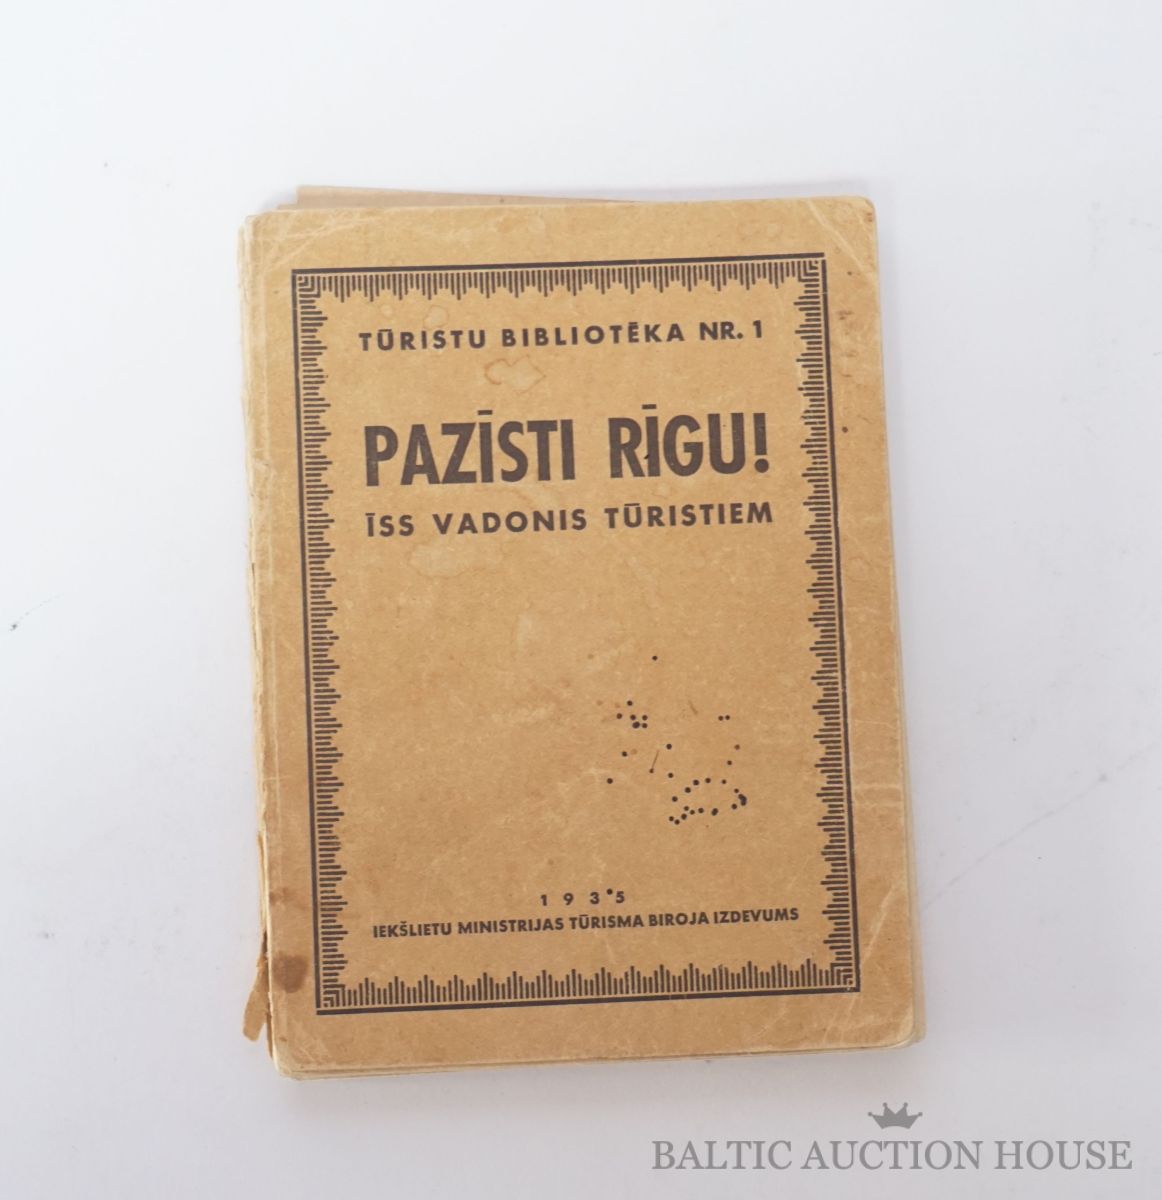 TŪRISTU BIBLIOTĒKA NR. 1
PAZĪSTI RĪGU!
ĪSS VADONIS TŪRISTIEM
1935
IEKŠLIETU MINISTRIJAS TŪRISMA BIROJA IZDEVUMS
BALTIC AUCTION HOUSE